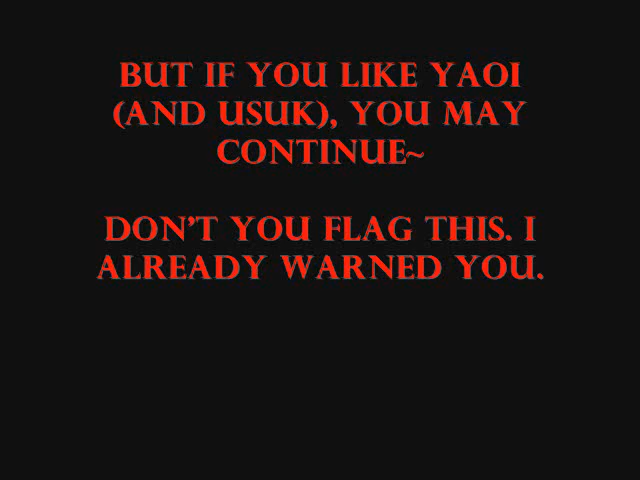 BUT IF YOU LIKE YAOI
(AND USUK), YOU MAY
CONTINUE~
DON'T YOU FLAG THIS. I
ALREADY WARNED YOU.